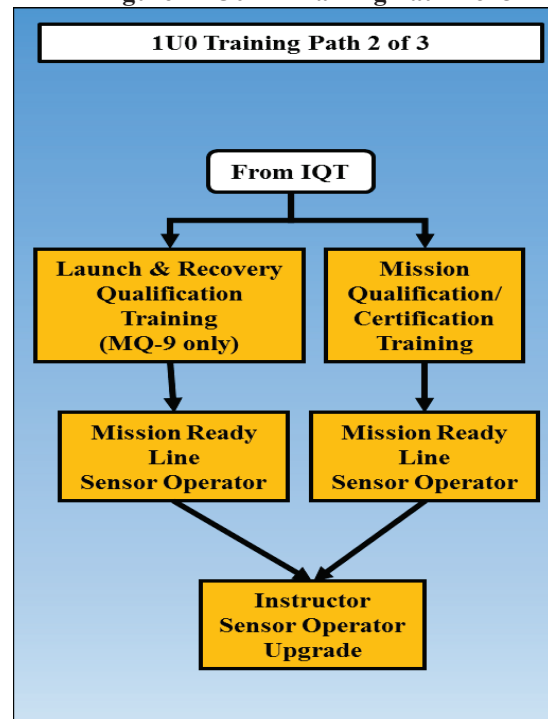 1U0 Training Path 2 of 3
From IQT
Launch & Recovery
Qualification
Training
(MQ-9 only)
Mission
Qualification/
Certification
Training
Mission Ready
Line
Sensor Operator
Mission Ready
Line
Sensor Operator
Instructor
Sensor Operator
Upgrade